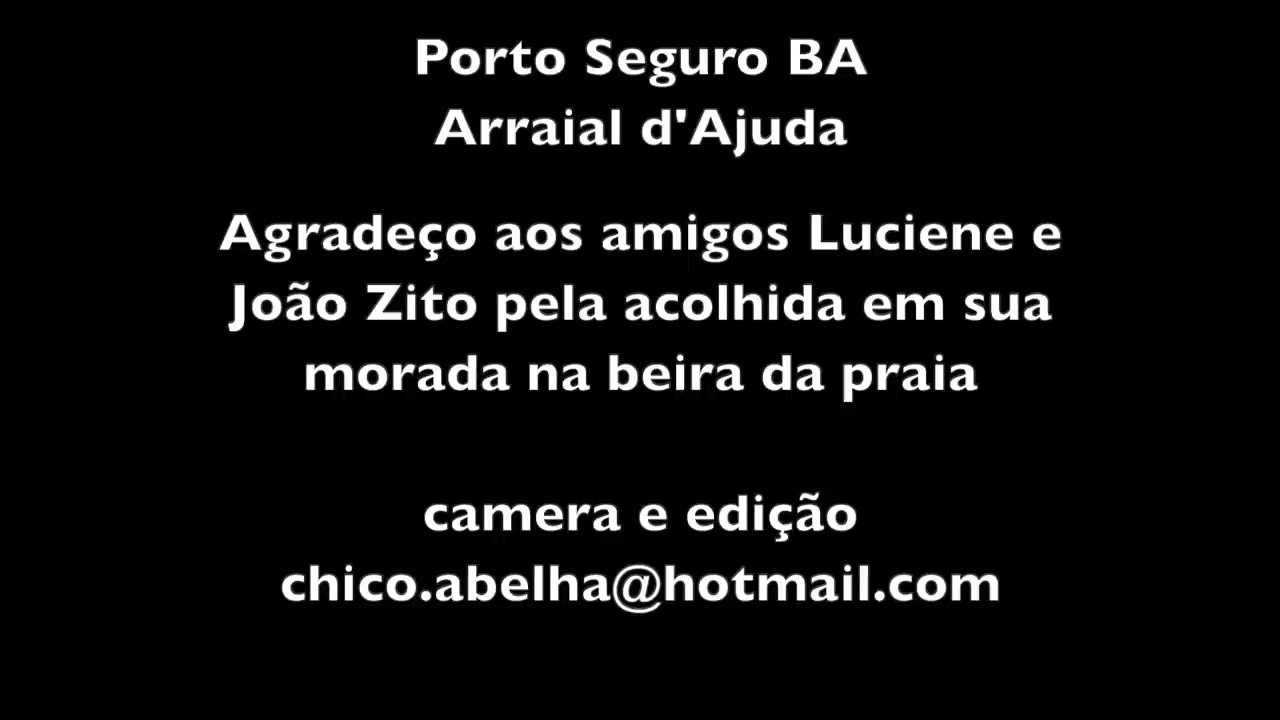 Porto Seguro BA
Arraial d'Ajuda
Agradeço aos amigos Luciene e
João Zito pela acolhida em sua
morada na beira da praia
camera e edição
chico.abelha@hotmail.com